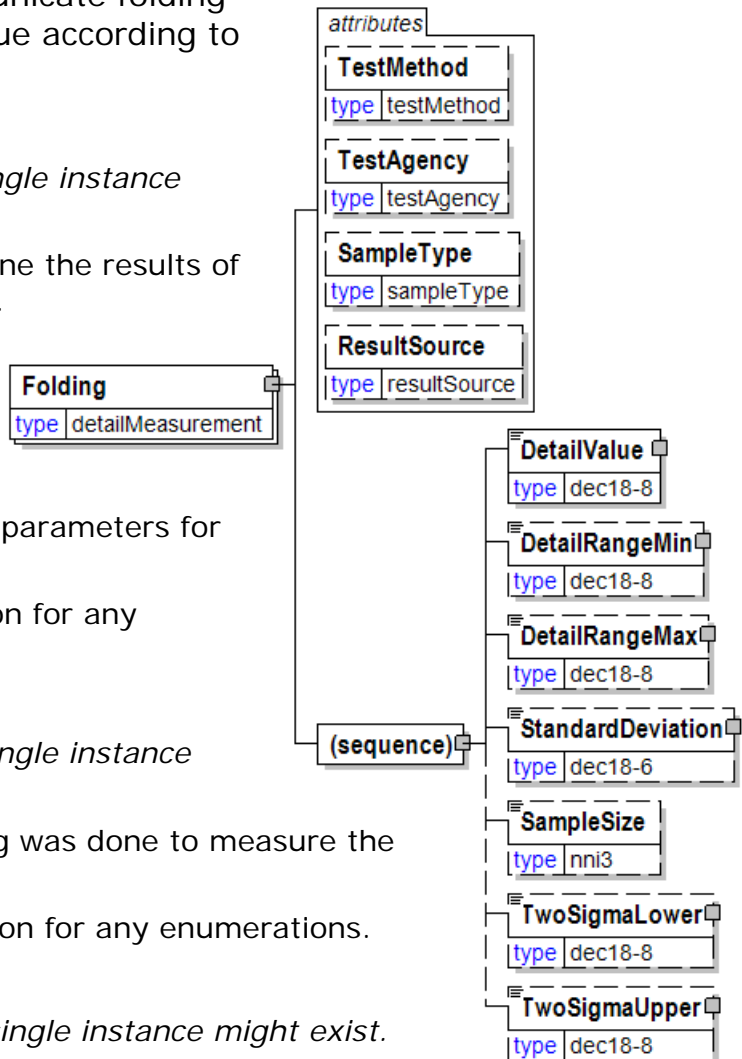 nicate folding
ue according to
ngle instance
ne the results of
.
parameters for
on for any
ngle instance
g was done to measure the
on for any enumerations.
single instance might exist.
Folding
type detailMeasurement
attributes
TestMethod
type testMethod
TestAgency
type testAgency
SampleType
type sampleType
ResultSource
type resultSource
(sequence)
DetailValue
type dec18-8
DetailRangeMin
type dec18-8
DetailRangeMax
type dec18-8
StandardDeviation
type dec18-6
SampleSize
type nni3
TwoSigmaLower
type dec18-8
TwoSigmaUpper
type dec18-8